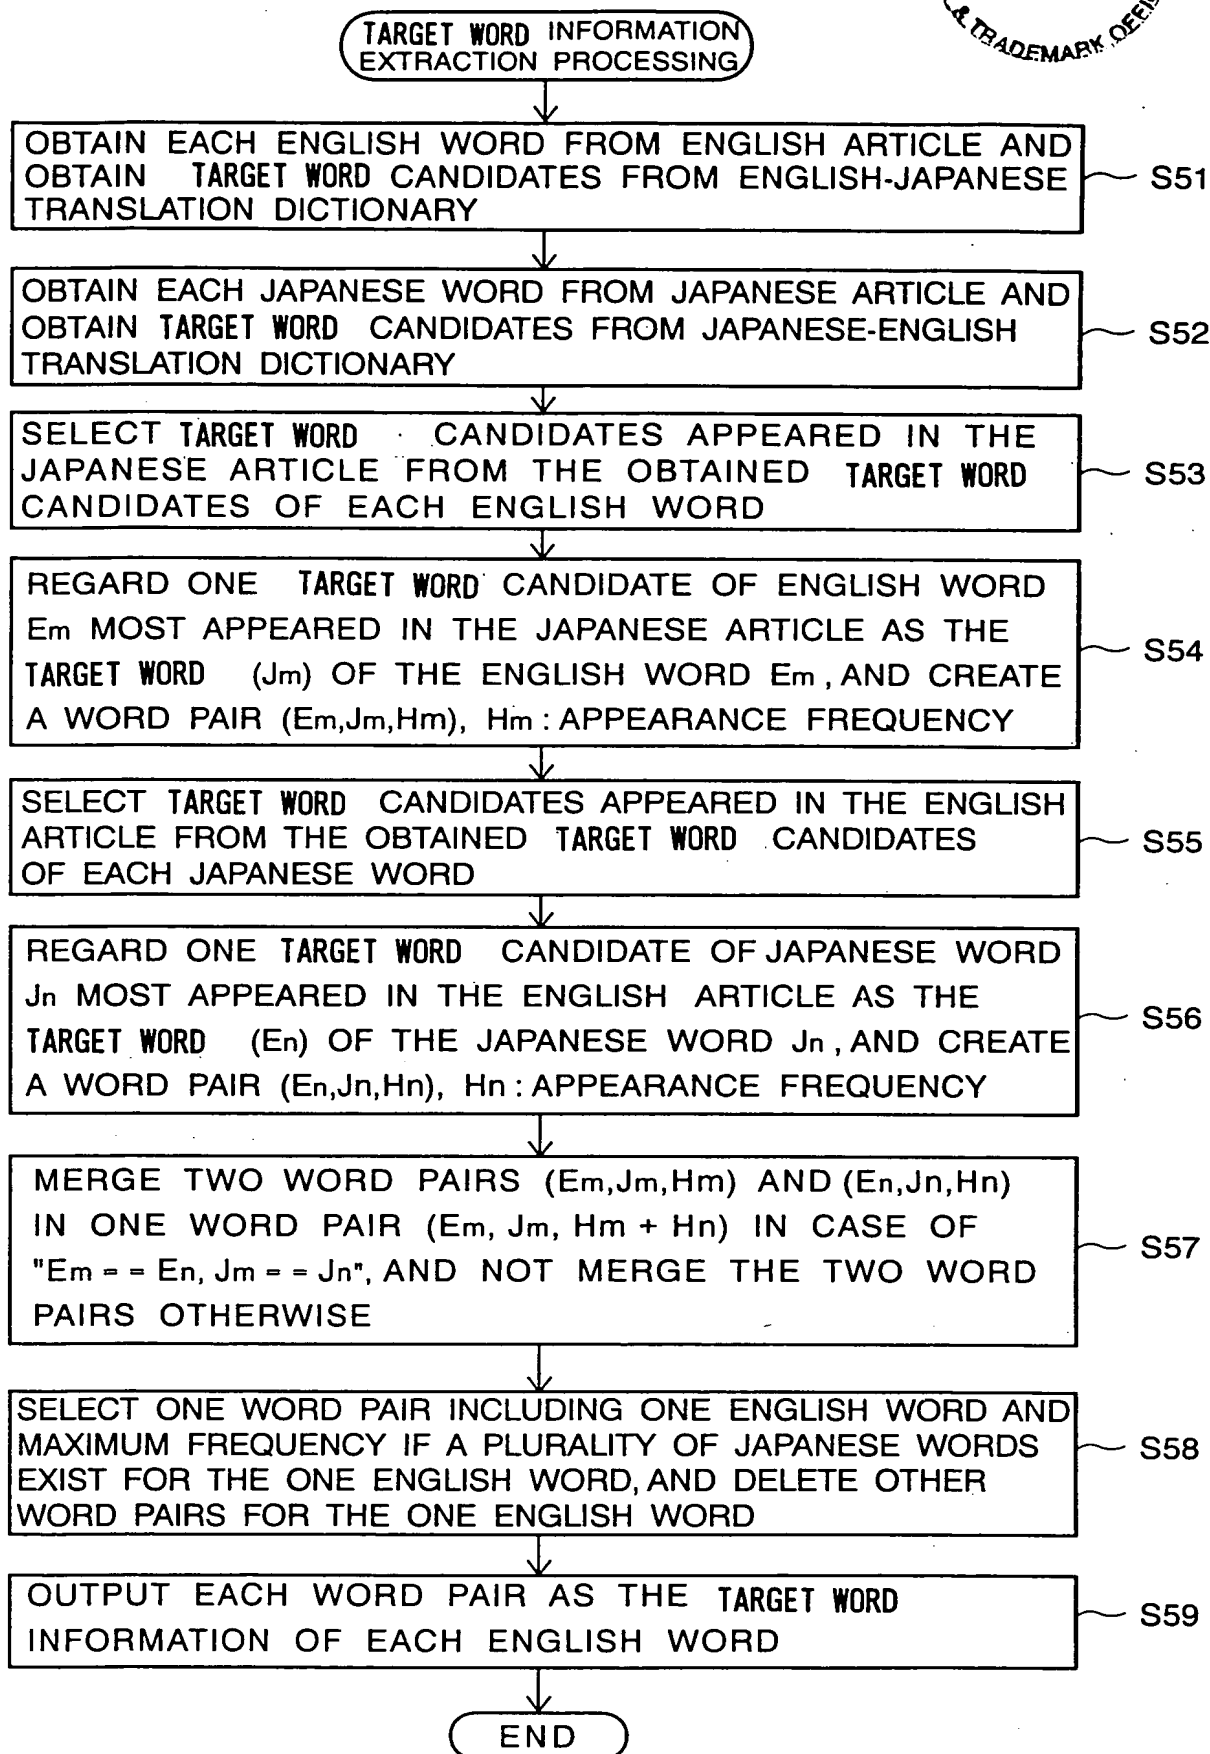 & TRADEMARK OFFICE
TARGET WORD INFORMATION
EXTRACTION PROCESSING
OBTAIN EACH ENGLISH WORD FROM ENGLISH ARTICLE AND
OBTAIN TARGET WORD CANDIDATES FROM ENGLISH-JAPANESE
TRANSLATION DICTIONARY
S51
OBTAIN EACH JAPANESE WORD FROM JAPANESE ARTICLE AND
OBTAIN TARGET WORD CANDIDATES FROM JAPANESE-ENGLISH
TRANSLATION DICTIONARY
S52
SELECT TARGET WORD CANDIDATES APPEARED IN THE
JAPANESE ARTICLE FROM THE OBTAINED TARGET WORD
CANDIDATES OF EACH ENGLISH WORD
S53
REGARD ONE TARGET WORD CANDIDATE OF ENGLISH WORD
Em MOST APPEARED IN THE JAPANESE ARTICLE AS THE
TARGET WORD (Jm) OF THE ENGLISH WORD Em, AND CREATE
A WORD PAIR (Em,Jm,Hm), Hm : APPEARANCE FREQUENCY
S54
SELECT TARGET WORD CANDIDATES APPEARED IN THE ENGLISH
ARTICLE FROM THE OBTAINED TARGET WORD CANDIDATES
OF EACH JAPANESE WORD
S55
REGARD ONE TARGET WORD CANDIDATE OF JAPANESE WORD
Jn MOST APPEARED IN THE ENGLISH ARTICLE AS THE
TARGET WORD (En) OF THE JAPANESE WORD Jn, AND CREATE
A WORD PAIR (En,Jn,Hn), Hn : APPEARANCE FREQUENCY
S56
MERGE TWO WORD PAIRS (Em,Jm,Hm) AND (En,Jn,Hn)
IN ONE WORD PAIR (Em, Jm, Hm + Hn) IN CASE OF
"Em = = En, Jm = = Jn", AND NOT MERGE THE TWO WORD
PAIRS OTHERWISE
S57
SELECT ONE WORD PAIR INCLUDING ONE ENGLISH WORD AND
MAXIMUM FREQUENCY IF A PLURALITY OF JAPANESE WORDS
EXIST FOR THE ONE ENGLISH WORD, AND DELETE OTHER
WORD PAIRS FOR THE ONE ENGLISH WORD
S58
OUTPUT EACH WORD PAIR AS THE TARGET WORD
INFORMATION OF EACH ENGLISH WORD
S59
END